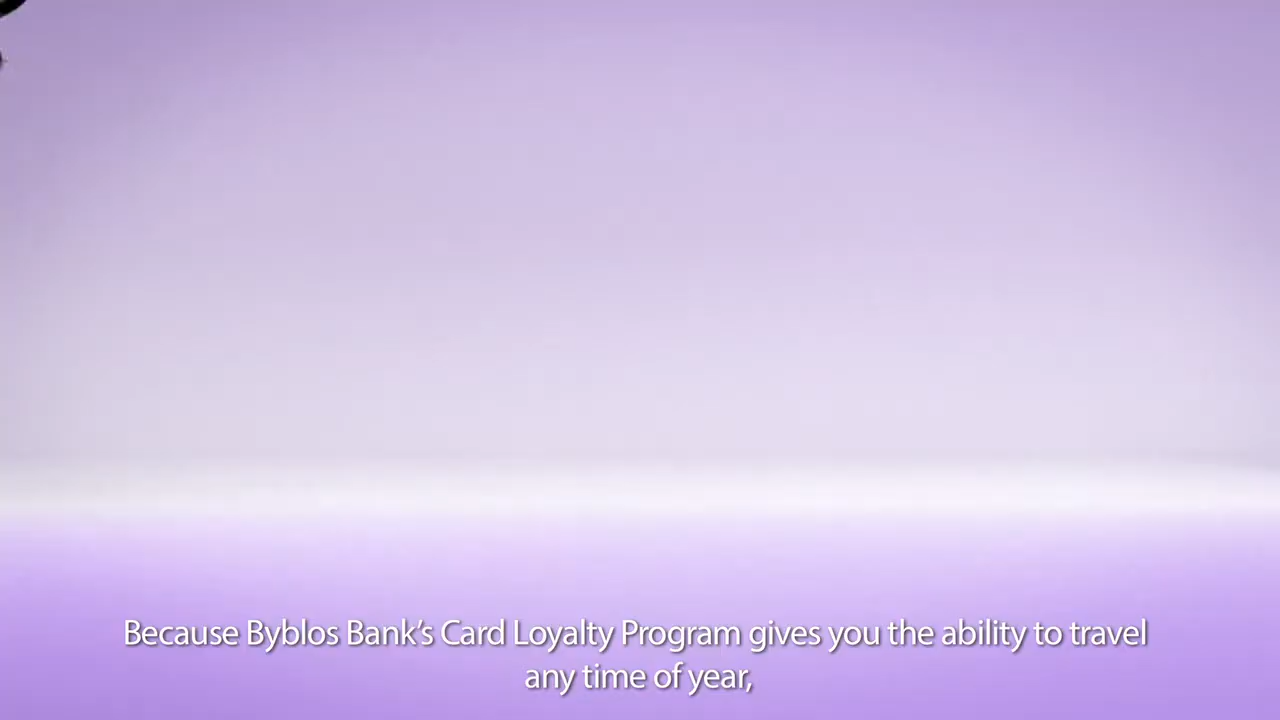 Because Byblos Bank’s Card Loyalty Program gives you the ability to travel
any time of year,